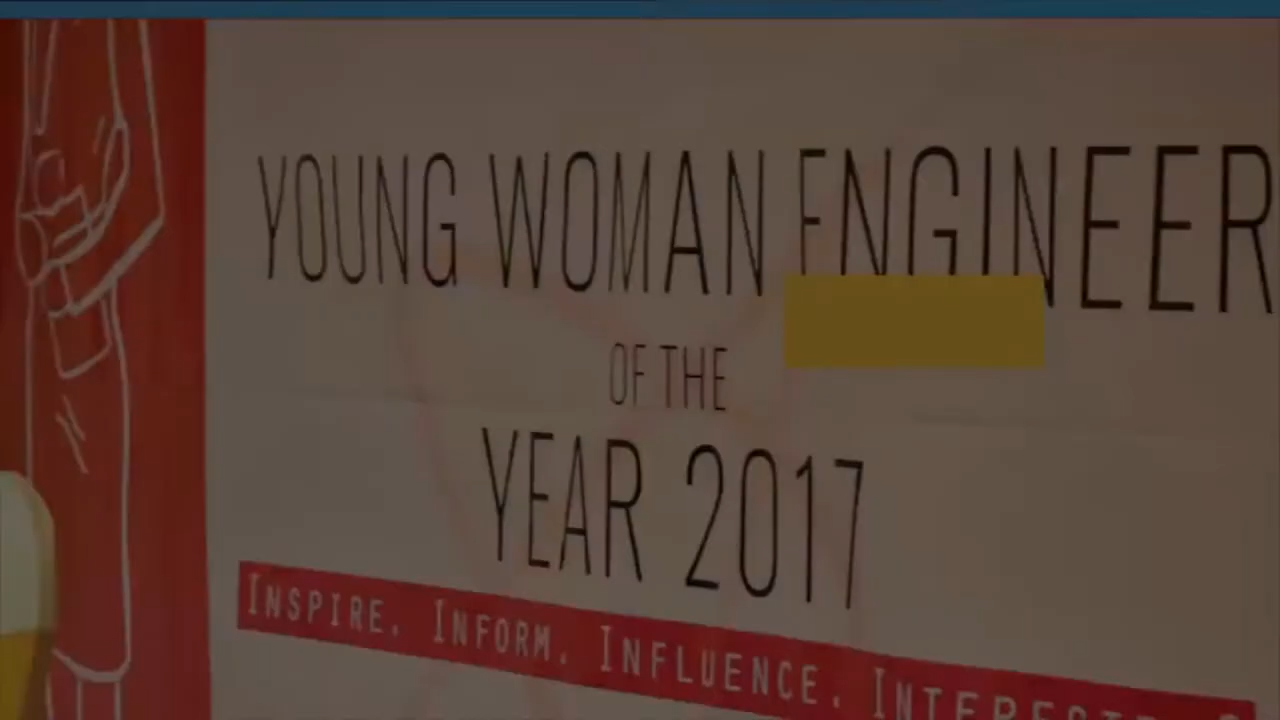 YOUNG WOMAN ENGINEER
OF THE
YEAR 2017
INSPIRE. INFORM. INFLUENCE.